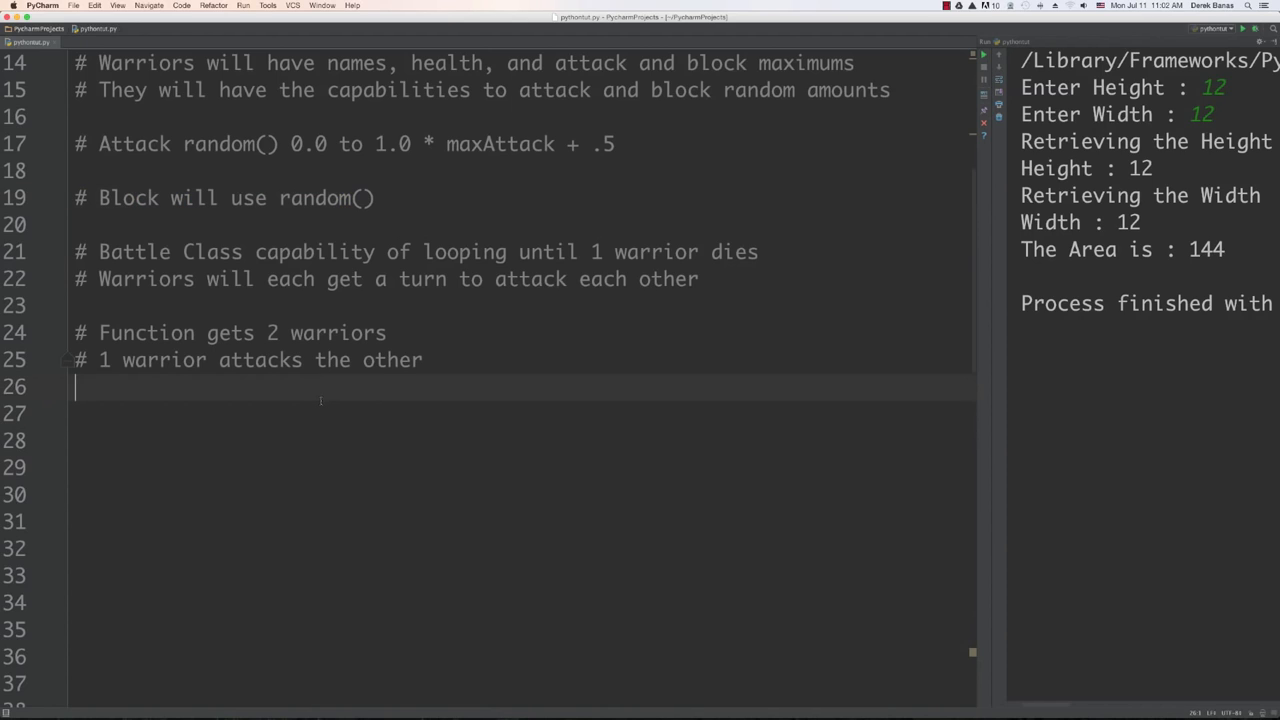 PyCharm File Edit View Navigate Code Refactor Run Tools VCS Window Help
10 Mon Jul 11 11:02 AM Derek Banas
pythontut.py - PycharmProjects - [~/PycharmProjects]
PycharmProjects pythontut.py pythontut
pythontut.py
Run pythontut
14 # Warriors will have names, health, and attack and block maximums
15 # They will have the capabilities to attack and block random amounts
16
17 # Attack random() 0.0 to 1.0 * maxAttack + .5
18
19 # Block will use random()
20
21 # Battle Class capability of looping until 1 warrior dies
22 # Warriors will each get a turn to attack each other
23
24 # Function gets 2 warriors
25 # 1 warrior attacks the other
26
27
28
29
30
31
32
33
34
35
36
37
/Library/Frameworks/Py
Enter Height : 12
Enter Width : 12
Retrieving the Height
Height : 12
Retrieving the Width
Width : 12
The Area is : 144
Process finished with
26:1 LF÷ UTF-8÷